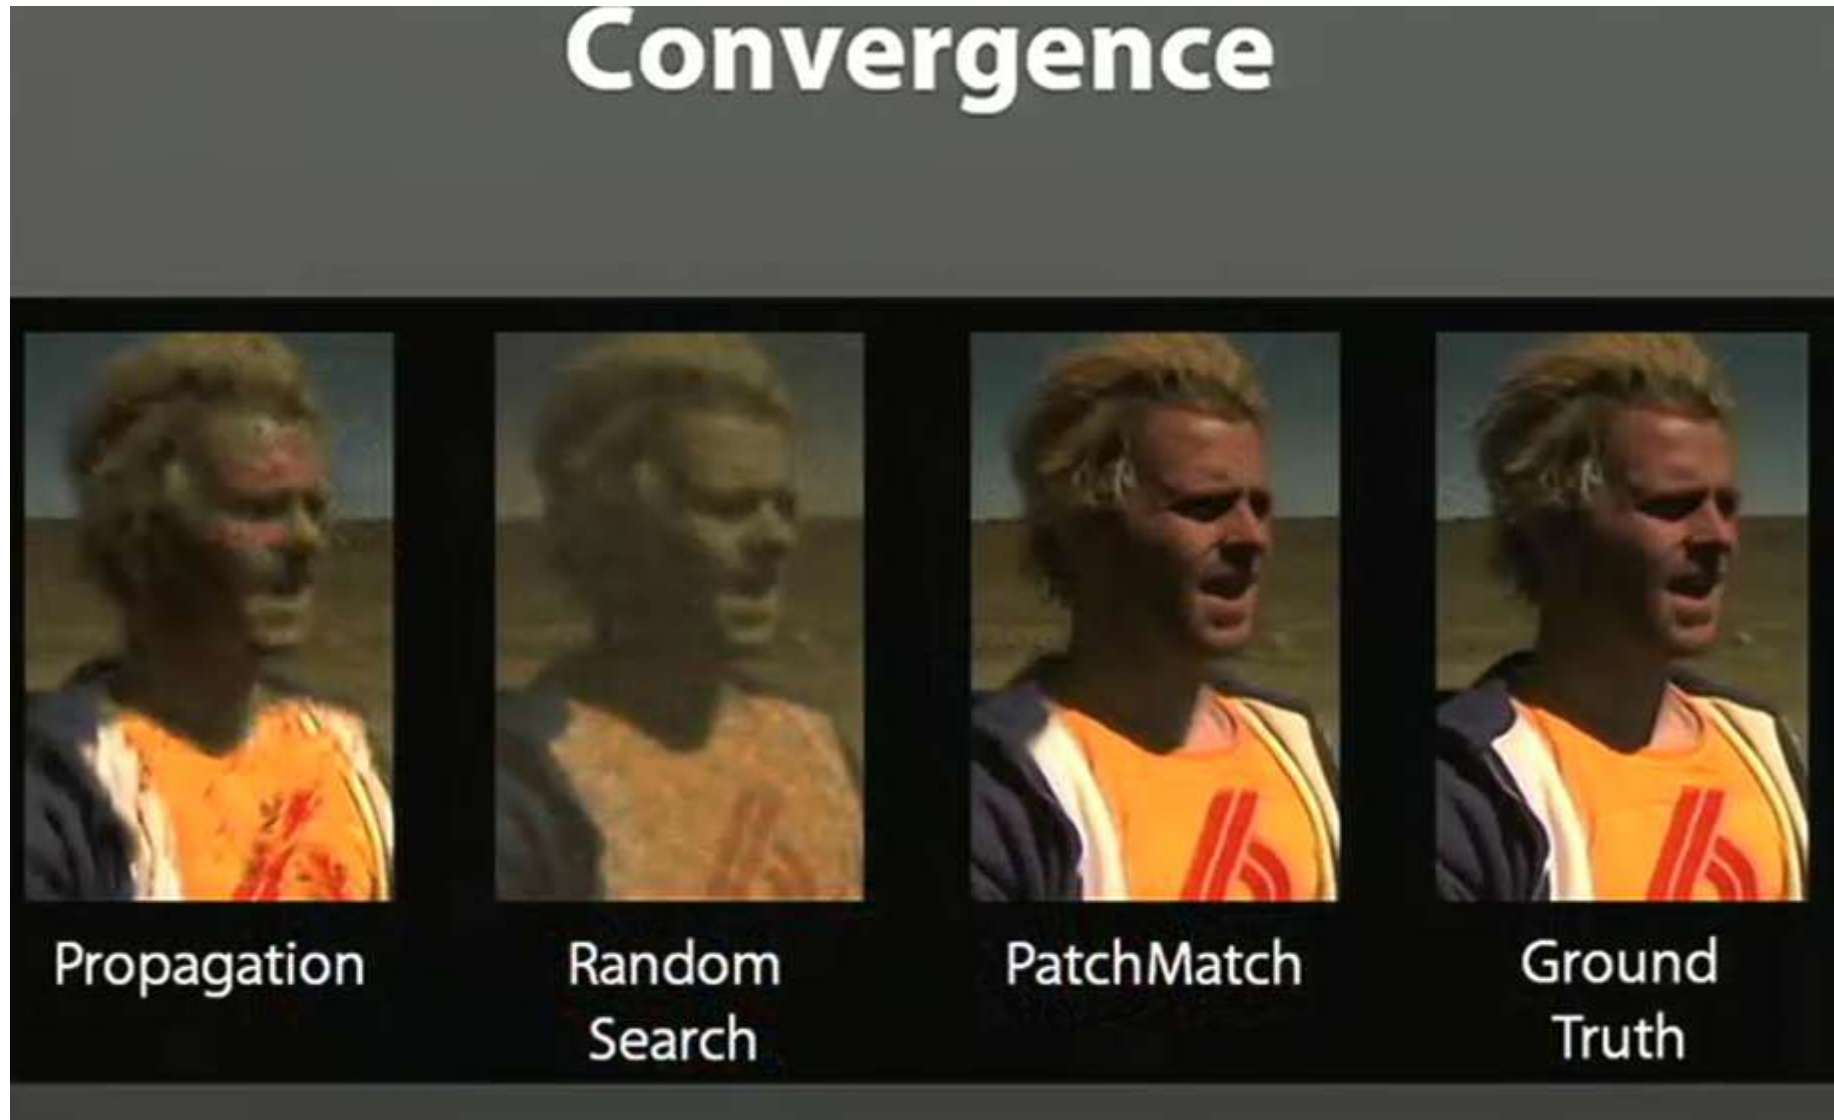 Convergence
Propagation
Random
Search
PatchMatch
Ground
Truth